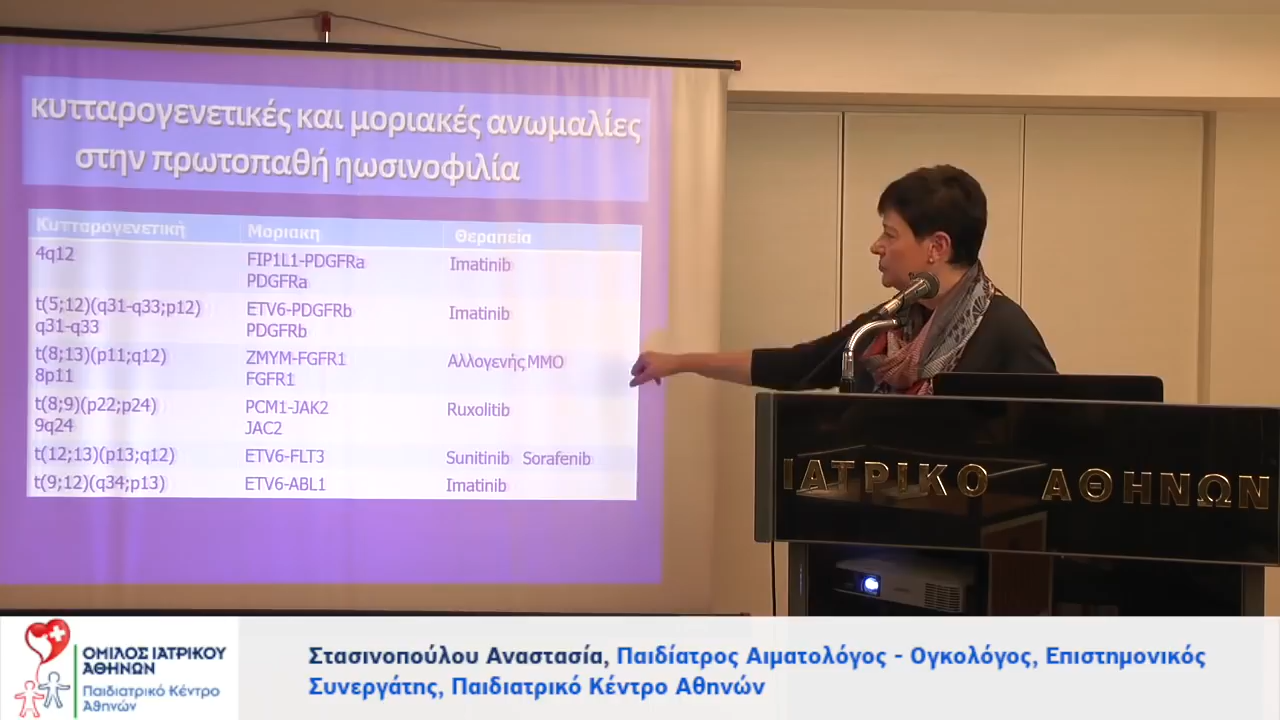 κυτταρογενετικές και μοριακές ανωμαλίες
στην πρωτοπαθή ηωσινοφιλία
Κυτταρογενετική Μοριακη Θεραπεία
4q12 FIP1L1-PDGFRa Imatinib
PDGFRa
t(5;12)(q31-q33;p12) ETV6-PDGFRb Imatinib
q31-q33 PDGFRb
t(8;13)(p11;q12) ZMYM-FGFR1 Αλλογενής ΜΜΟ
8p11 FGFR1
t(8;9)(p22;p24) PCM1-JAK2 Ruxolitib
9q24 JAC2
t(12;13)(p13;q12) ETV6-FLT3 Sunitinib Sorafenib
t(9;12)(q34;p13) ETV6-ABL1 Imatinib
ΙΑΤΡΙΚΟ ΑΘΗΝΩΝ
ΟΜΙΛΟΣ ΙΑΤΡΙΚΟΥ
ΑΘΗΝΩΝ
Παιδιατρικό Κέντρο
Αθηνών
Στασινοπούλου Αναστασία, Παιδίατρος Αιματολόγος - Ογκολόγος, Επιστημονικός
Συνεργάτης, Παιδιατρικό Κέντρο Αθηνών